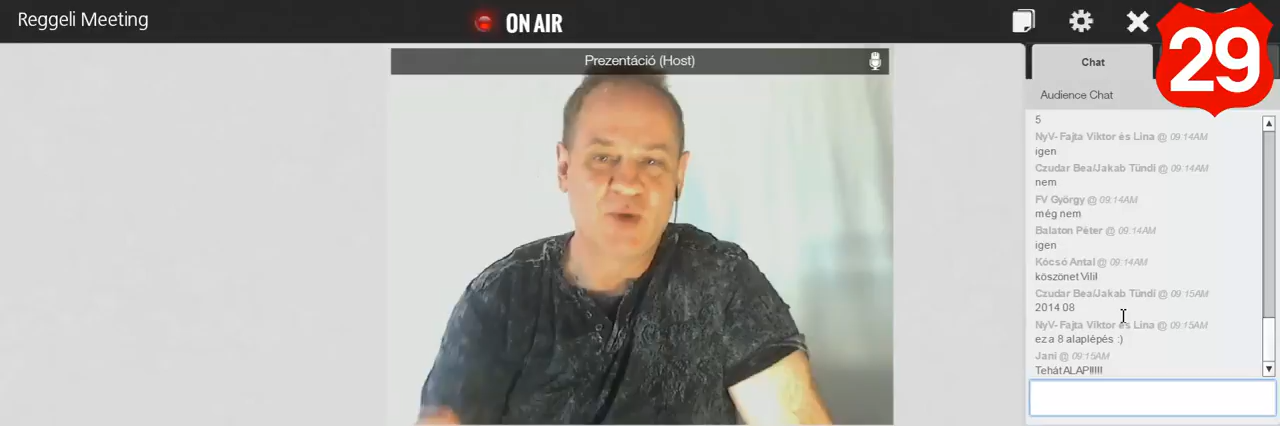 Reggeli Meeting
ON AIR
29
Prezentáció (Host)
Chat
Audience Chat
5
NyV- Fajta Viktor és Lina @ 09:14AM
igen
Czudar Bea/Jakab Tündi @ 09:14AM
nem
FV György @ 09:14AM
még nem
Balaton Péter @ 09:14AM
igen
Kócsó Antal @ 09:14AM
köszönet Vili!
Czudar Bea/Jakab Tündi @ 09:15AM
2014 08
NyV- Fajta Viktor és Lina @ 09:15AM
ez a 8 alaplépés :)
Jani @ 09:15AM
Tehát ALAP!!!!!!